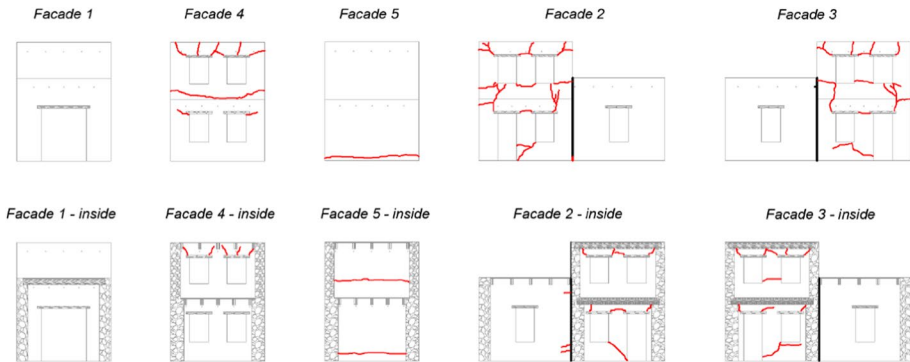 Facade 1
Facade 4
Facade 5
Facade 2
Facade 3
Facade 1 - inside
Facade 4 - inside
Facade 5 - inside
Facade 2 - inside
Facade 3 - inside